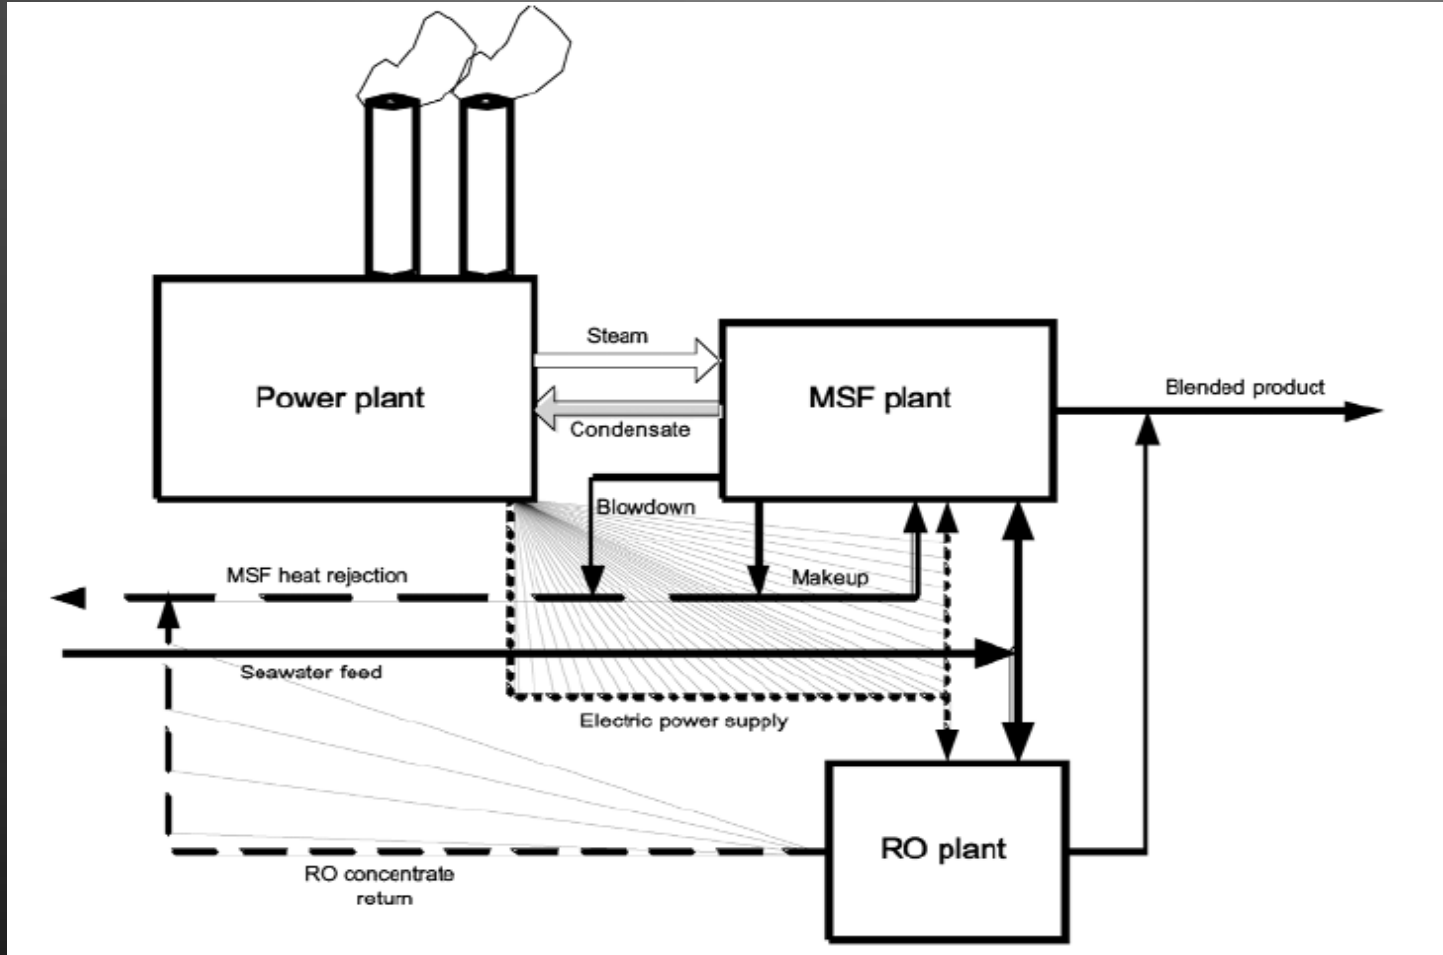 Steam
Power plant
MSF plant
Blended product
Condensate
Blowdown
MSF heat rejection
Makeup
Seawater feed
Electric power supply
RO plant
RO concentrate
return